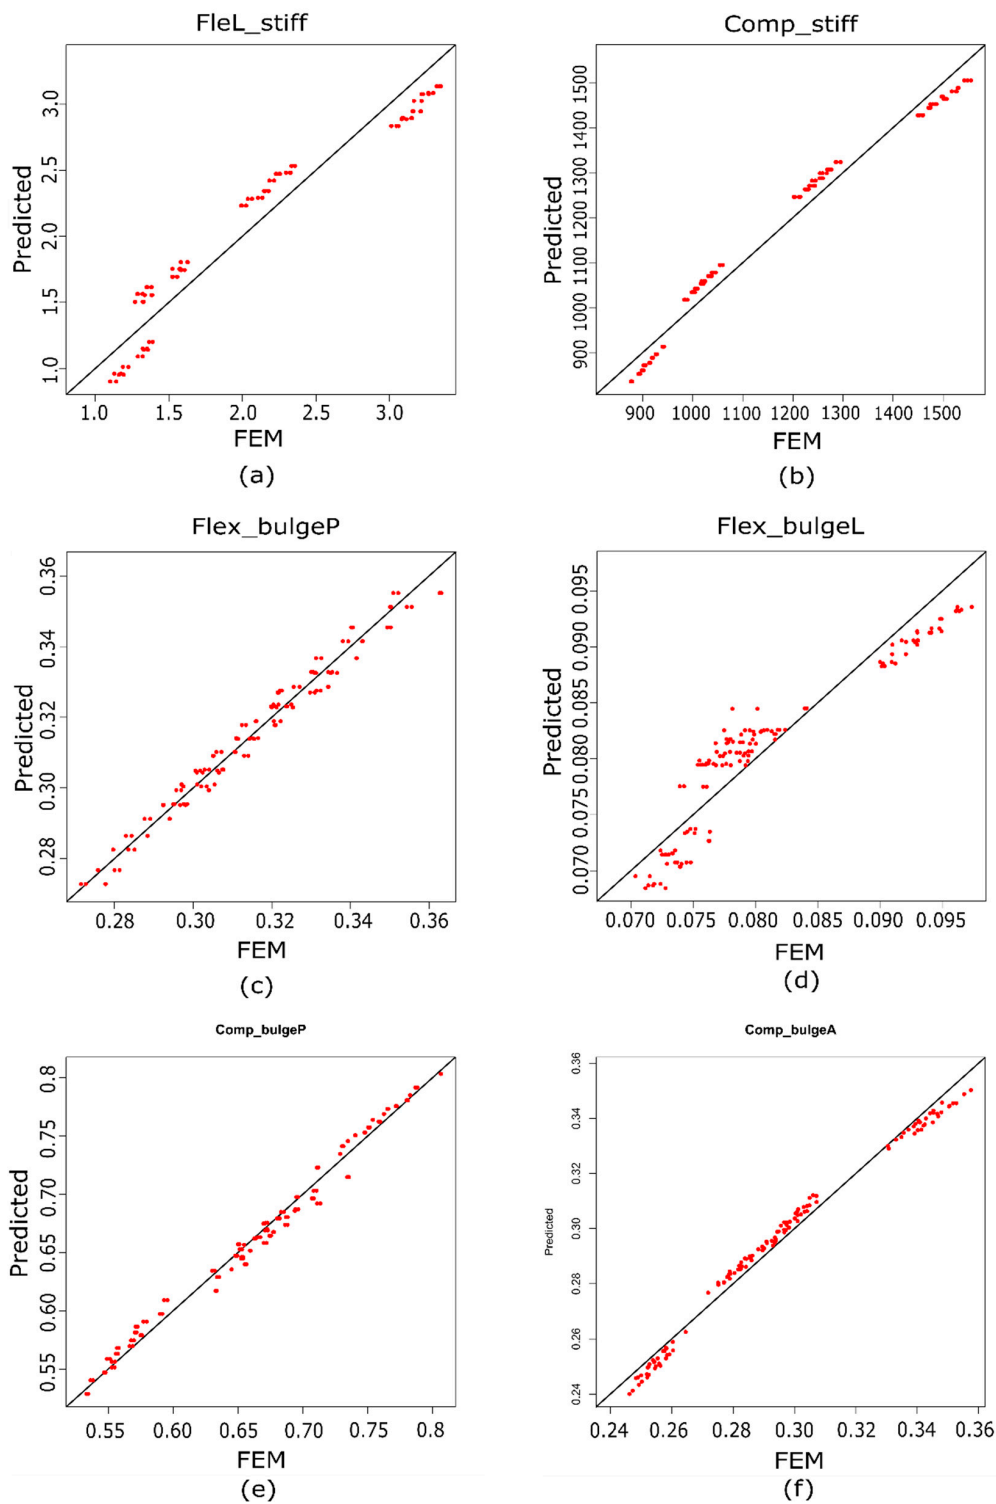 FleL_stiff
Predicted
3.0
2.5
2.0
1.5
1.0
1.0 1.5 2.0 2.5 3.0
FEM
(a)
Comp_stiff
Predicted
1500
1400
1300
1200
1100
1000
900
900 1000 1100 1200 1300 1400 1500
FEM
(b)
Flex_bulgeP
Predicted
0.36
0.34
0.32
0.30
0.28
0.28 0.30 0.32 0.34 0.36
FEM
(c)
Flex_bulgeL
Predicted
0.095
0.090
0.085
0.080
0.075
0.070
0.070 0.075 0.080 0.085 0.090 0.095
FEM
(d)
Comp_bulgeP
Predicted
0.8
0.75
0.70
0.65
0.60
0.55
0.55 0.60 0.65 0.70 0.75 0.8
FEM
(e)
Comp_bulgeA
Predicted
0.36
0.34
0.32
0.30
0.28
0.26
0.24
0.24 0.26 0.28 0.30 0.32 0.34 0.36
FEM
(f)